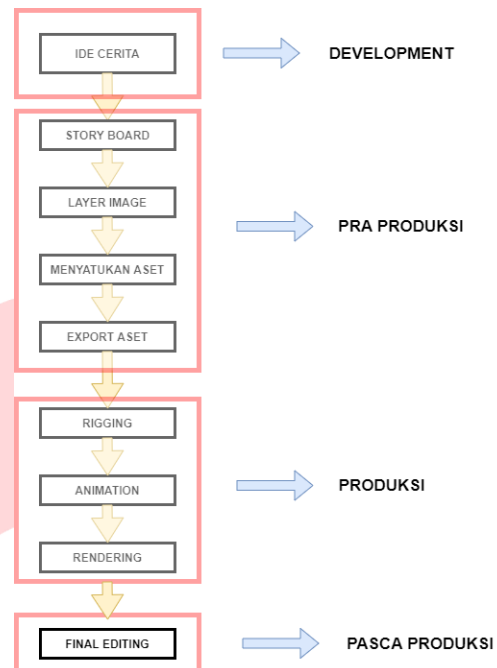 IDE CERITA
DEVELOPMENT
STORY BOARD
LAYER IMAGE
PRA PRODUKSI
MENYATUKAN ASET
EXPORT ASET
RIGGING
ANIMATION
PRODUKSI
RENDERING
FINAL EDITING
PASCA PRODUKSI